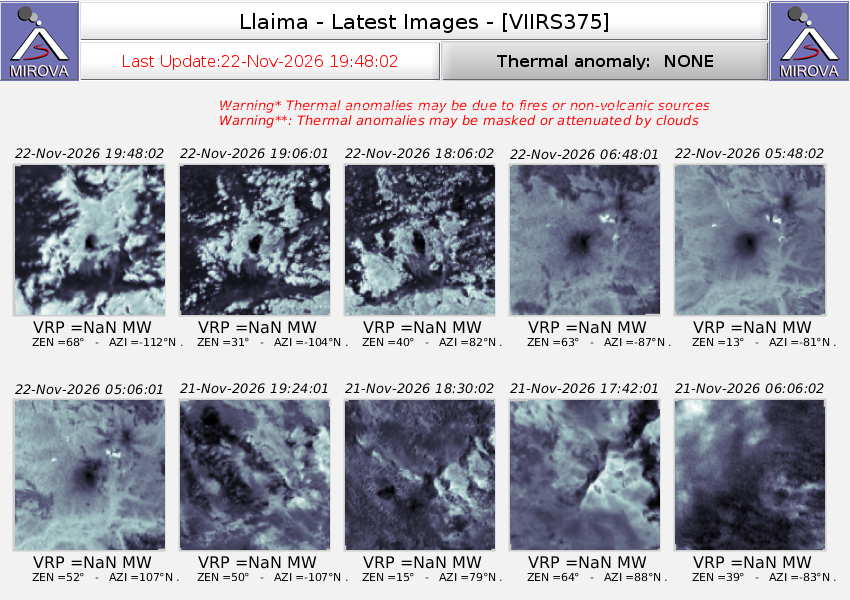 Llaima - Latest Images - [VIIRS375]
MIROVA
Last Update:22-Nov-2026 19:48:02
Thermal anomaly: NONE
MIROVA
Warning* Thermal anomalies may be due to fires or non-volcanic sources
Warning**: Thermal anomalies may be masked or attenuated by clouds
22-Nov-2026 19:48:02 22-Nov-2026 19:06:01 22-Nov-2026 18:06:02 22-Nov-2026 06:48:01 22-Nov-2026 05:48:02
VRP =NaN MW VRP =NaN MW VRP =NaN MW VRP =NaN MW VRP =NaN MW
ZEN =68° - AZI =-112°N . ZEN =31° - AZI =-104°N . ZEN =40° - AZI =82°N . ZEN =63° - AZI =-87°N . ZEN =13° - AZI =-81°N .
22-Nov-2026 05:06:01 21-Nov-2026 19:24:01 21-Nov-2026 18:30:02 21-Nov-2026 17:42:01 21-Nov-2026 06:06:02
VRP =NaN MW VRP =NaN MW VRP =NaN MW VRP =NaN MW VRP =NaN MW
ZEN =52° - AZI =107°N . ZEN =50° - AZI =-107°N . ZEN =15° - AZI =79°N . ZEN =64° - AZI =88°N . ZEN =39° - AZI =-83°N .